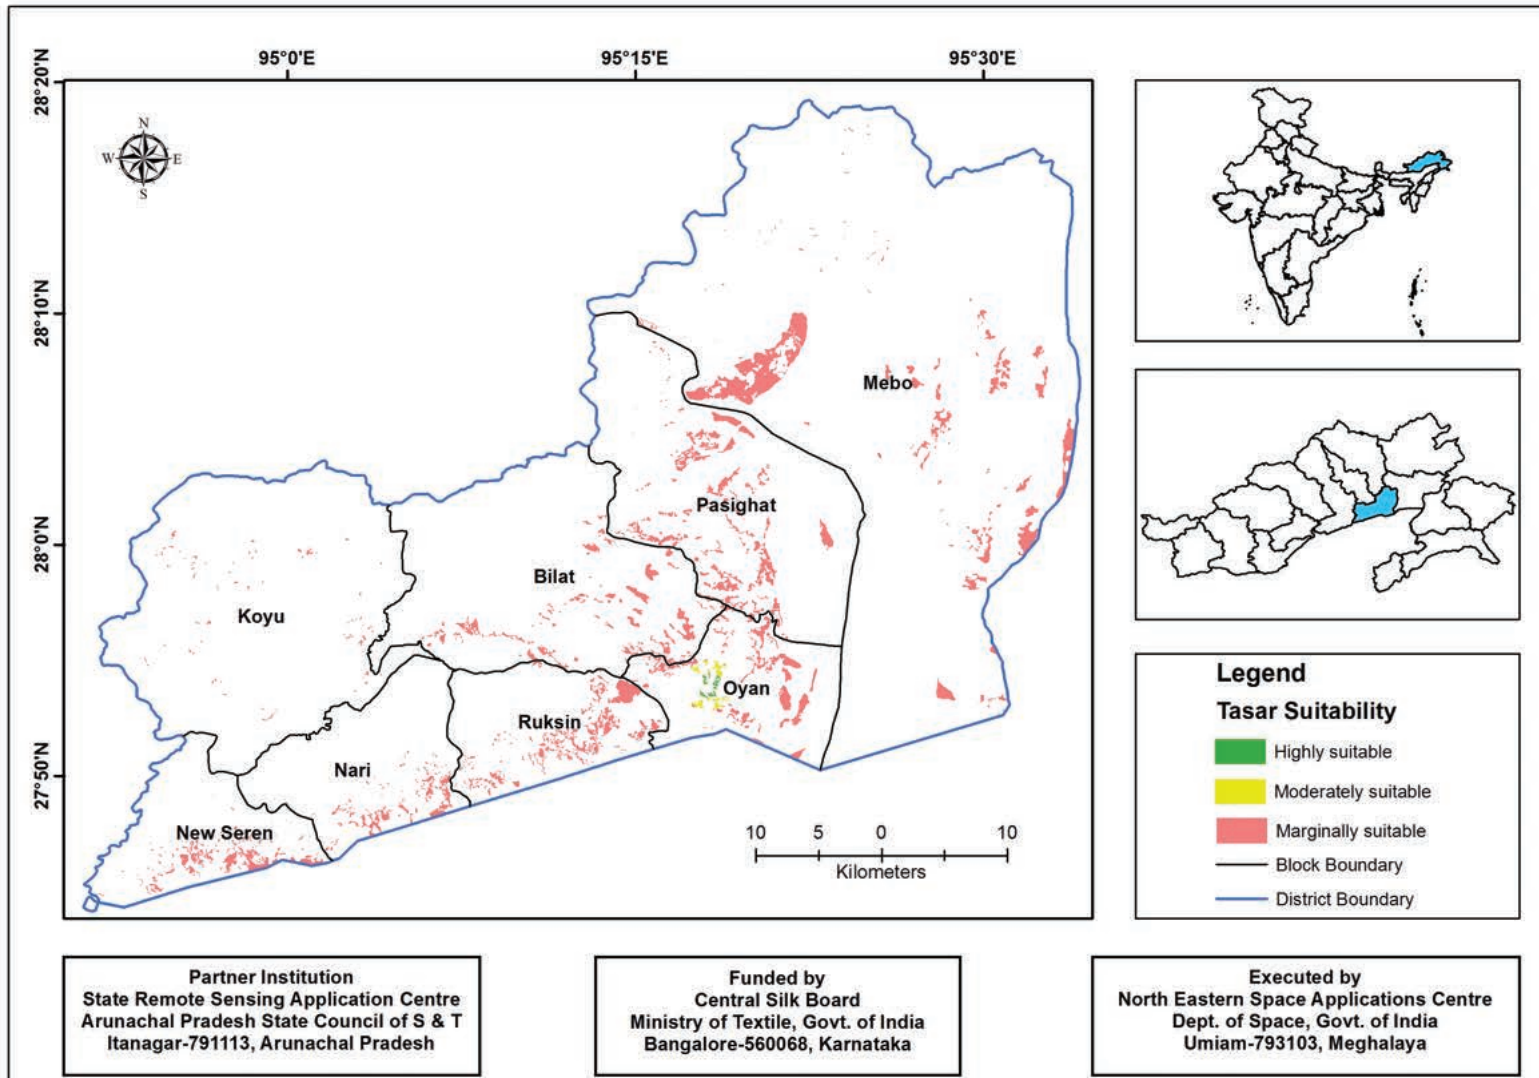 95°0'E
95°15'E
95°30'E
28°20'N
28°10'N
28°0'N
27°50'N
N
W E
S
Mebo
Pasighat
Bilat
Koyu
Oyan
Ruksin
Nari
New Seren
10 5 0 10
Kilometers
Legend
Tasar Suitability
Highly suitable
Moderately suitable
Marginally suitable
Block Boundary
District Boundary
Partner Institution
State Remote Sensing Application Centre
Arunachal Pradesh State Council of S & T
Itanagar-791113, Arunachal Pradesh
Funded by
Central Silk Board
Ministry of Textile, Govt. of India
Bangalore-560068, Karnataka
Executed by
North Eastern Space Applications Centre
Dept. of Space, Govt. of India
Umiam-793103, Meghalaya